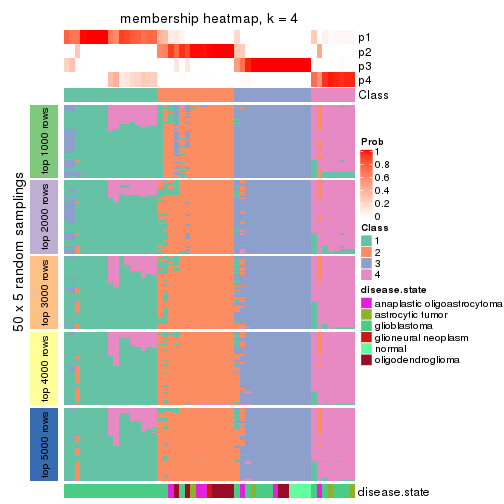 membership heatmap, k = 4
p1
p2
p3
p4
Class
50 x 5 random samplings
top 1000 rows
top 2000 rows
top 3000 rows
top 4000 rows
top 5000 rows
Prob
1
0.8
0.6
0.4
0.2
0
Class
1
2
3
4
disease.state
anaplastic oligoastrocytoma
astrocytic tumor
glioblastoma
glioneural neoplasm
normal
oligodendroglioma
disease.state